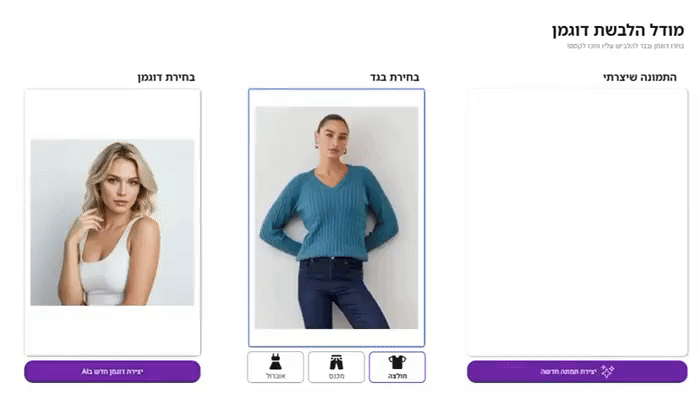 מודל הלבשת דוגמן
בחרו דוגמן ובגד להלביש עליו וחכו לקסם!
התמונה שיצרתי
בחירת בגד
בחירת דוגמן
יצירת תמונה חדשה
חולצה
מכנס
אוברול
יצירת דוגמן חדש בAI